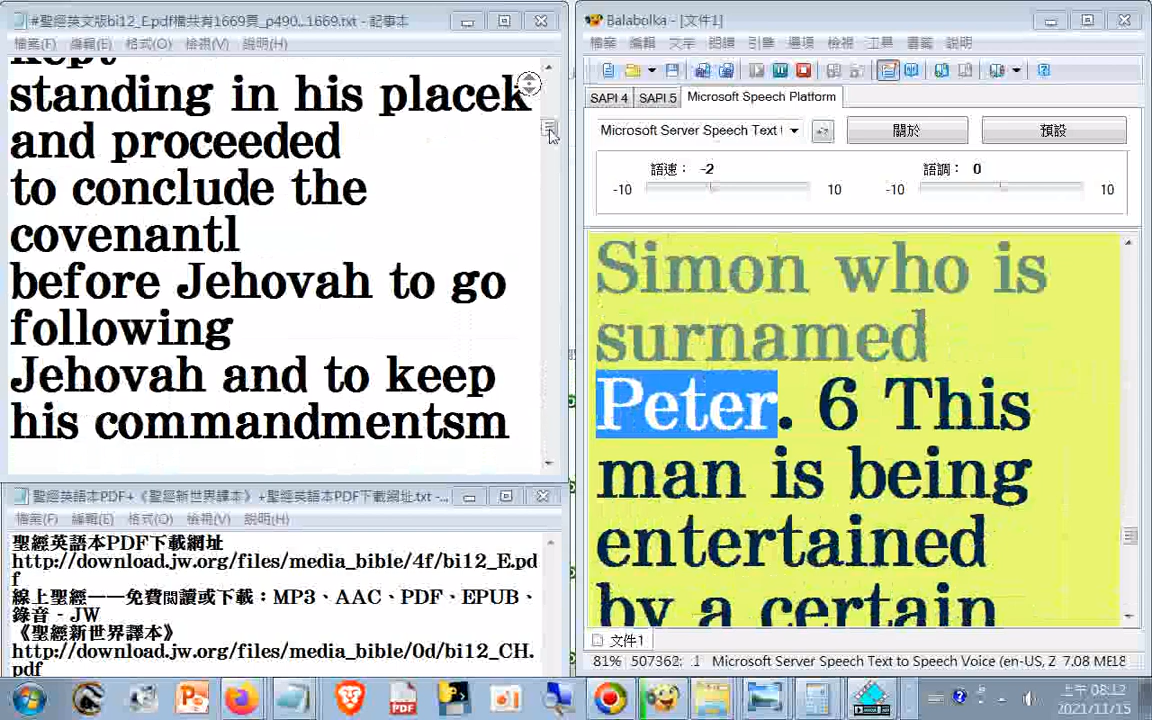 #聖經英文版bi12_E.pdf檔共有1669頁_p490...1669.txt - 記事本
檔案(F) 編輯(E) 格式(O) 檢視(V) 說明(H)
kept
standing in his placek
and proceeded
to conclude the
covenantl
before Jehovah to go
following
Jehovah and to keep
his commandmentsm
聖經英語本PDF+《聖經新世界譯本》+聖經英語本PDF下載網址.txt - ...
檔案(F) 編輯(E) 格式(O) 檢視(V) 說明(H)
聖經英語本PDF下載網址
http://download.jw.org/files/media_bible/4f/bi12_E.pd
f
線上聖經——免費閱讀或下載：MP3、AAC、PDF、EPUB、
錄音 - JW
《聖經新世界譯本》
http://download.jw.org/files/media_bible/0d/bi12_CH.
pdf
Balabolka - [文件1]
檔案 編輯 文字 朗讀 引擎 選項 檢視 工具 書籤 說明
SAPI 4 SAPI 5 Microsoft Speech Platform
Microsoft Server Speech Text 關於 預設
語速： -2 語調： 0
-10 10 -10 10
Simon who is
surnamed
Peter. 6 This
man is being
entertained
by a certain
文件1
81% 507362: 1 Microsoft Server Speech Text to Speech Voice (en-US, Z 7.08 ME18
上午 08:12
2021/11/15